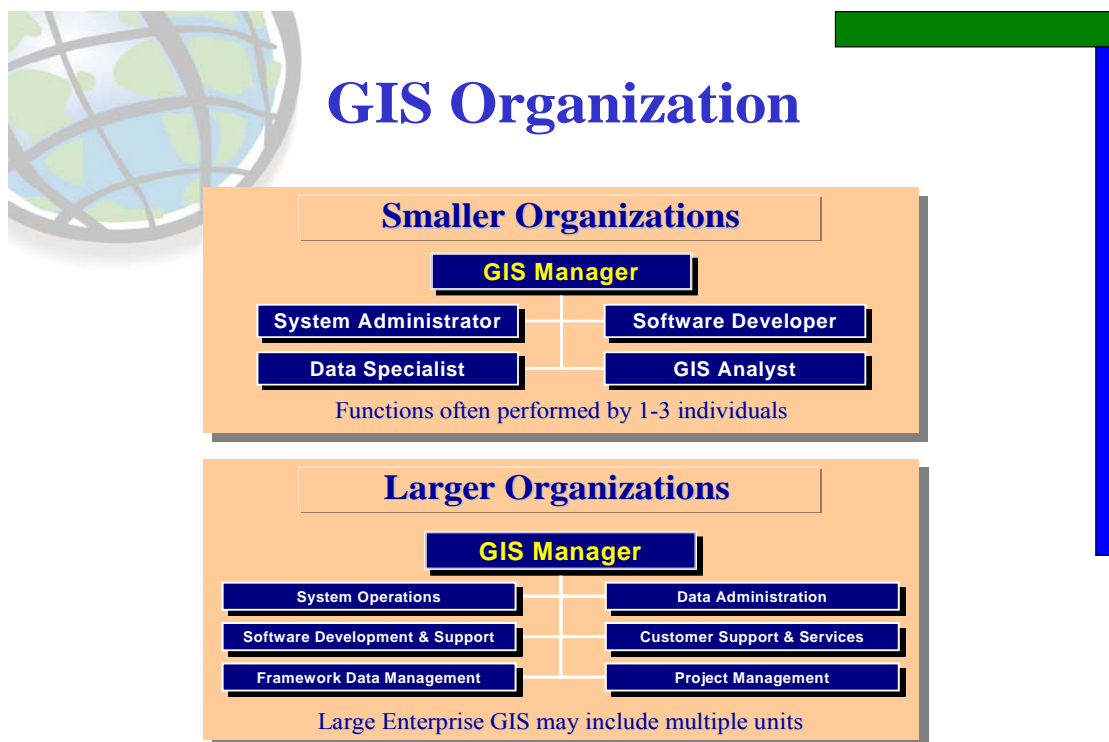 GIS Organization
Smaller Organizations
GIS Manager
System Administrator
Software Developer
Data Specialist
GIS Analyst
Functions often performed by 1-3 individuals
Larger Organizations
GIS Manager
System Operations
Data Administration
Software Development & Support
Customer Support & Services
Framework Data Management
Project Management
Large Enterprise GIS may include multiple units